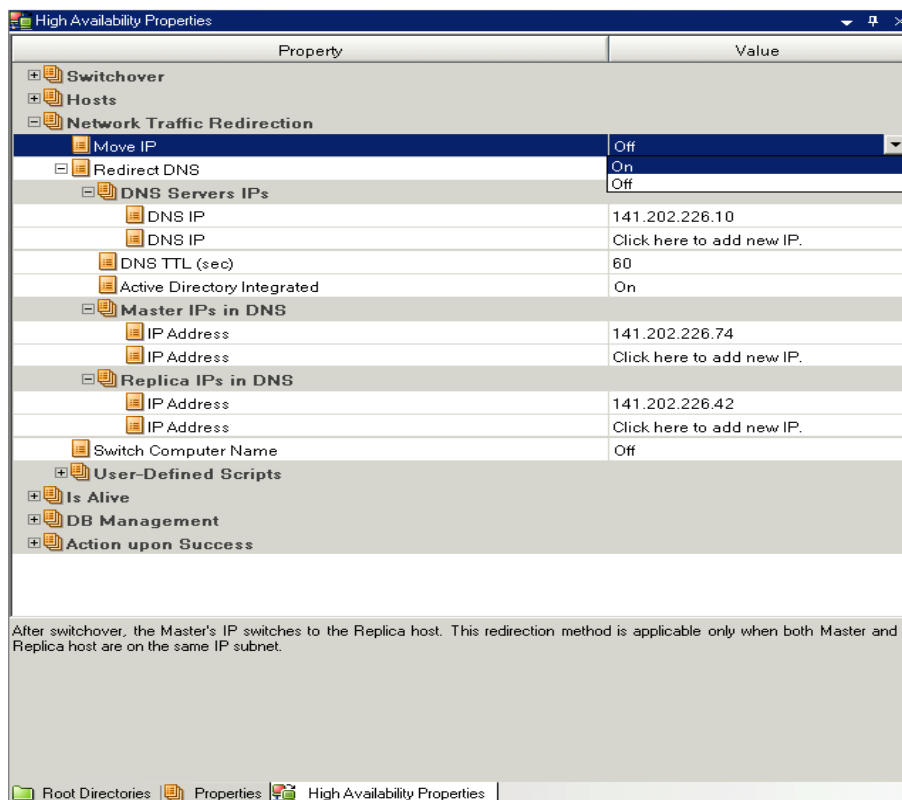 High Availability Properties
Property Value
Switchover
Hosts
Network Traffic Redirection
Move IP Off
On
Redirect DNS
Off
DNS Servers IPs
DNS IP 141.202.226.10
DNS IP Click here to add new IP.
DNS TTL (sec) 60
Active Directory Integrated On
Master IPs in DNS
IP Address 141.202.226.74
IP Address Click here to add new IP.
Replica IPs in DNS
IP Address 141.202.226.42
IP Address Click here to add new IP.
Switch Computer Name Off
User-Defined Scripts
Is Alive
DB Management
Action upon Success
After switchover, the Master's IP switches to the Replica host. This redirection method is applicable only when both Master and
Replica host are on the same IP subnet.
Root Directories Properties High Availability Properties